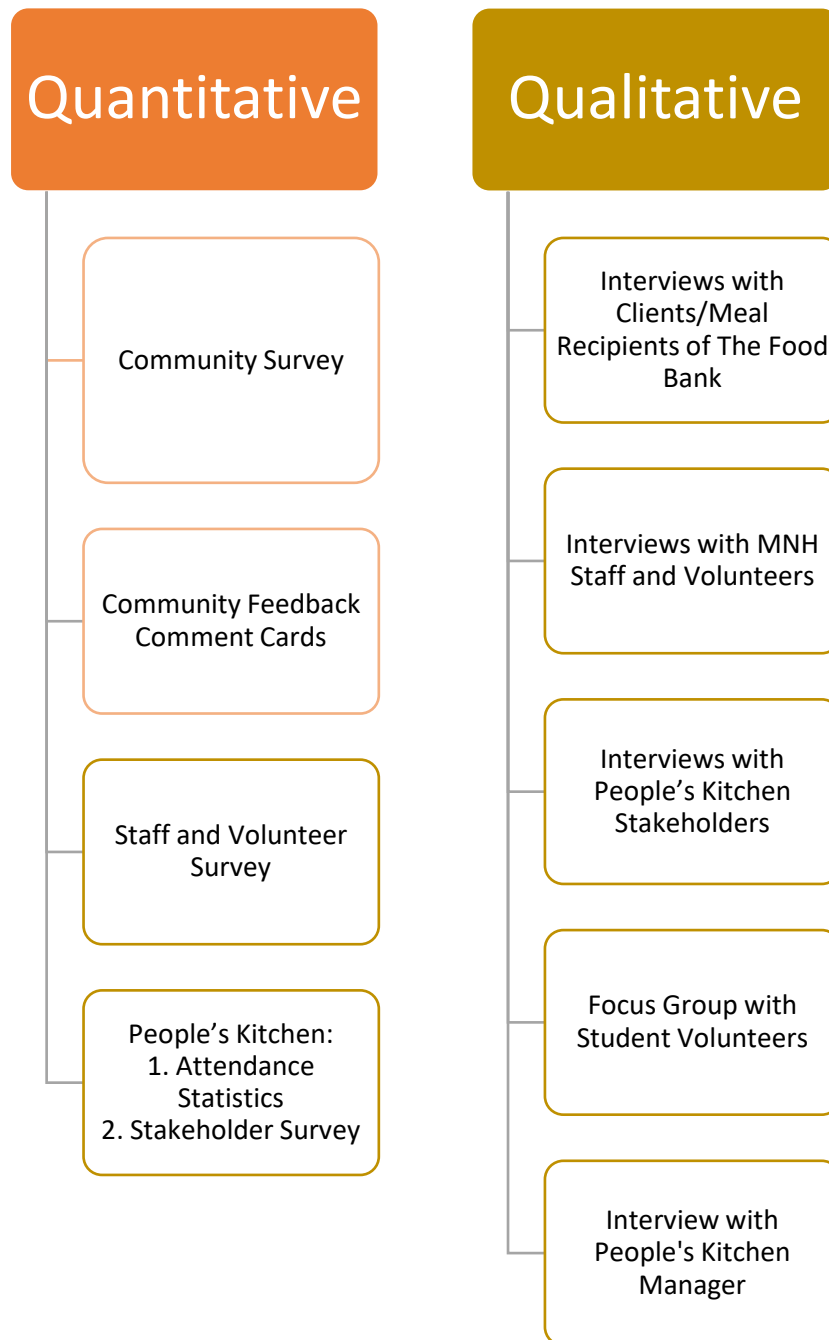 Quantitative
Community Survey
Community Feedback
Comment Cards
Staff and Volunteer
Survey
People’s Kitchen:
1. Attendance
Statistics
2. Stakeholder Survey
Qualitative
Interviews with
Clients/Meal
Recipients of The Food
Bank
Interviews with MNH
Staff and Volunteers
Interviews with
People’s Kitchen
Stakeholders
Focus Group with
Student Volunteers
Interview with
People's Kitchen
Manager